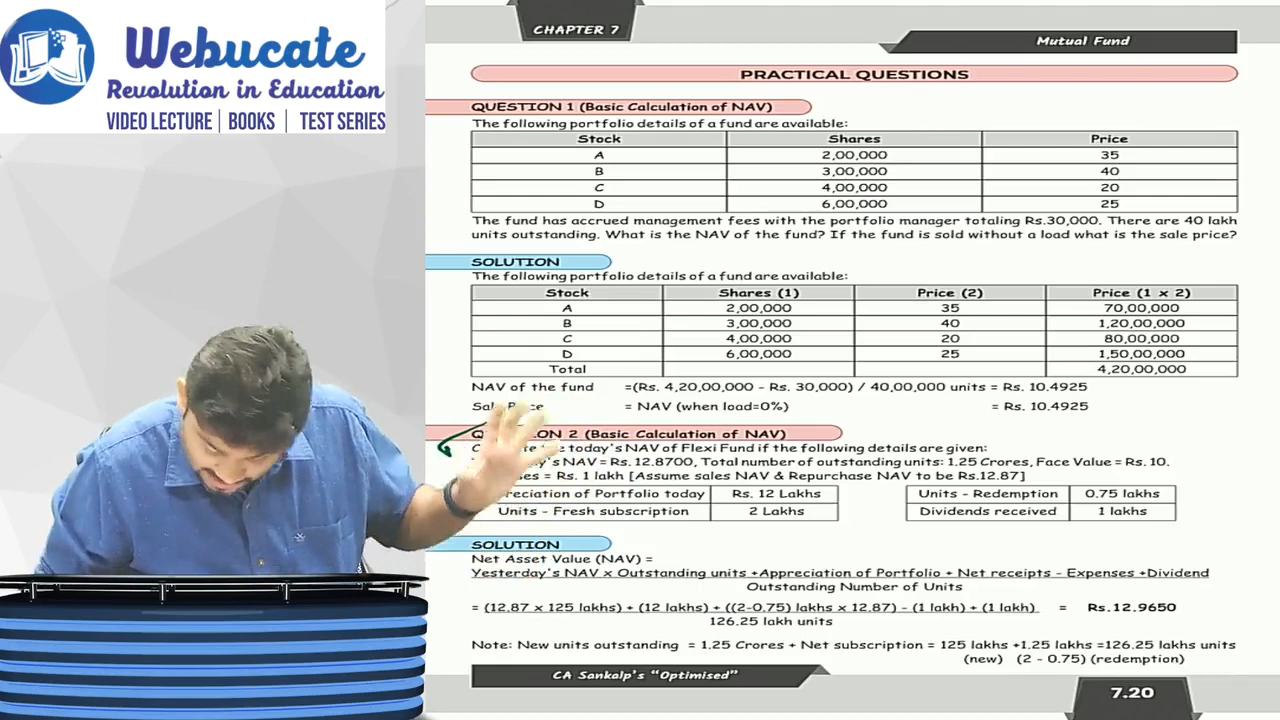 Webucate
Revolution in Education
VIDEO LECTURE | BOOKS | TEST SERIES
CHAPTER 7
Mutual Fund
PRACTICAL QUESTIONS
QUESTION 1 (Basic Calculation of NAV)
The following portfolio details of a fund are available:
Stock Shares Price
A 2,00,000 35
B 3,00,000 40
C 4,00,000 20
D 6,00,000 25
The fund has accrued management fees with the portfolio manager totaling Rs.30,000. There are 40 lakh
units outstanding. What is the NAV of the fund? If the fund is sold without a load what is the sale price?
SOLUTION
The following portfolio details of a fund are available:
Stock Shares (1) Price (2) Price (1 x 2)
A 2,00,000 35 70,00,000
B 3,00,000 40 1,20,00,000
C 4,00,000 20 80,00,000
D 6,00,000 25 1,50,00,000
Total 4,20,00,000
NAV of the fund =(Rs. 4,20,00,000 - Rs. 30,000) / 40,00,000 units = Rs. 10.4925
Sale Price = NAV (when load=0%) = Rs. 10.4925
2 (Basic Calculation of NAV)
today's NAV of Flexi Fund if the following details are given:
NAV = Rs. 12.8700, Total number of outstanding units: 1.25 Crores, Face Value = Rs. 10.
= Rs. 1 lakh [Assume sales NAV & Repurchase NAV to be Rs.12.87]
of Portfolio today Rs. 12 Lakhs Units - Redemption 0.75 lakhs
Units - Fresh subscription 2 Lakhs Dividends received 1 lakhs
SOLUTION
Net Asset Value (NAV) =
Yesterday's NAV x Outstanding units +Appreciation of Portfolio + Net receipts - Expenses +Dividend
Outstanding Number of Units
= (12.87 x 125 lakhs) + (12 lakhs) + ((2-0.75) lakhs x 12.87) - (1 lakh) + (1 lakh) = Rs.12.9650
126.25 lakh units
Note: New units outstanding = 1.25 Crores + Net subscription = 125 lakhs +1.25 lakhs =126.25 lakhs units
(new) (2 - 0.75) (redemption)
CA Sankalp's "Optimised"
7.20